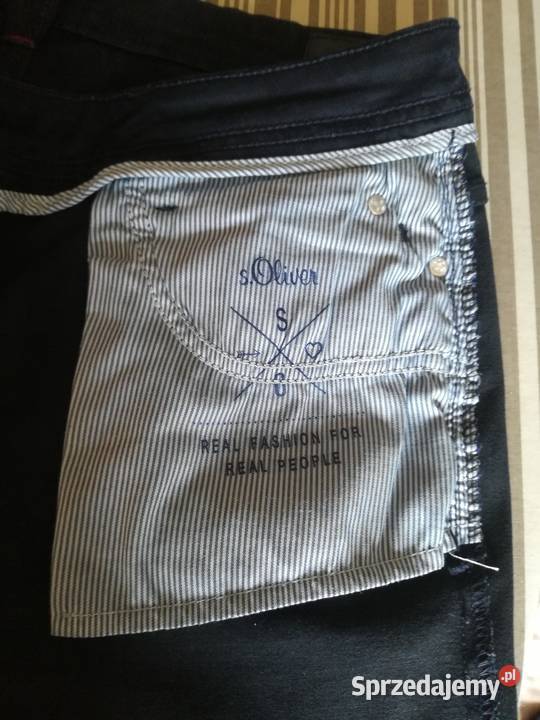 s.Oliver
S
O
REAL FASHION FOR
REAL PEOPLE
Sprzedajemy.pl